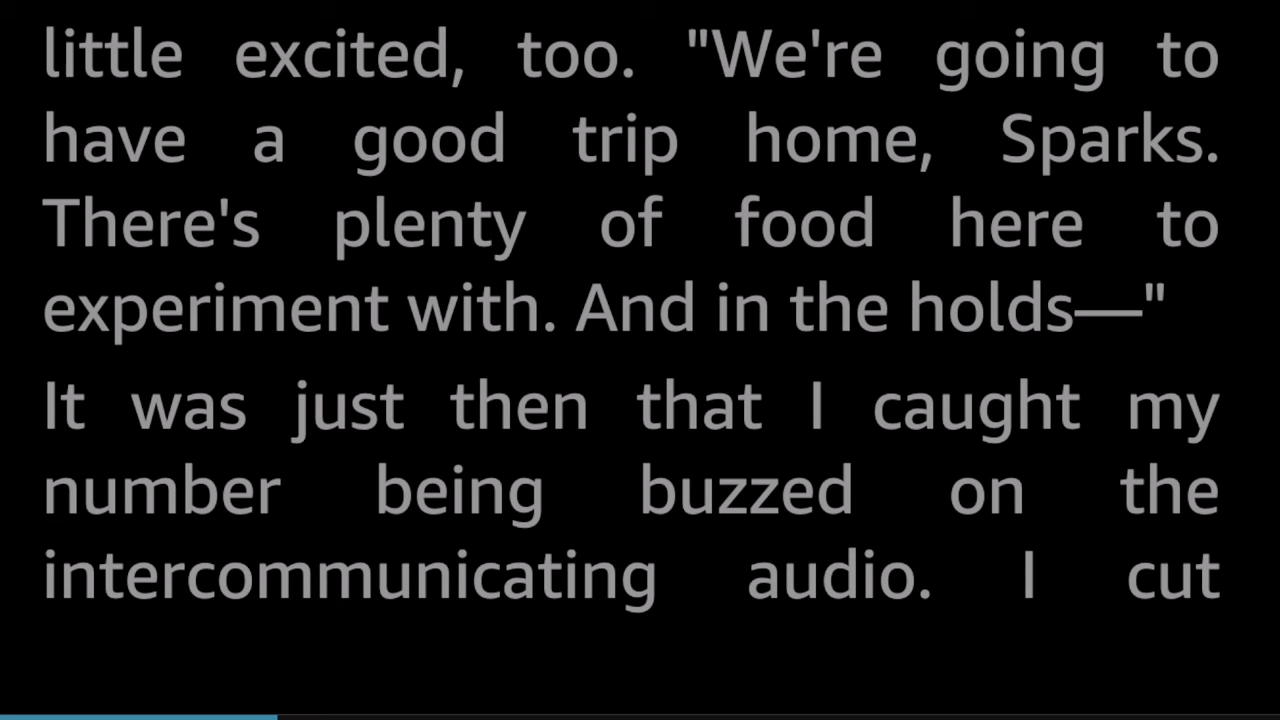 little excited, too. "We're going to
have a good trip home, Sparks.
There's plenty of food here to
experiment with. And in the holds—"
It was just then that I caught my
number being buzzed on the
intercommunicating audio. I cut